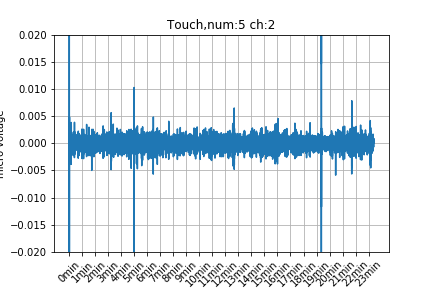 Touch,num:5 ch:2
0.020
0.015
0.010
0.005
0.000
−0.005
−0.010
−0.015
−0.020
micro voltage
0min
1min
2min
3min
4min
5min
6min
7min
8min
9min
10min
11min
12min
13min
14min
15min
16min
17min
18min
19min
20min
21min
22min
23min